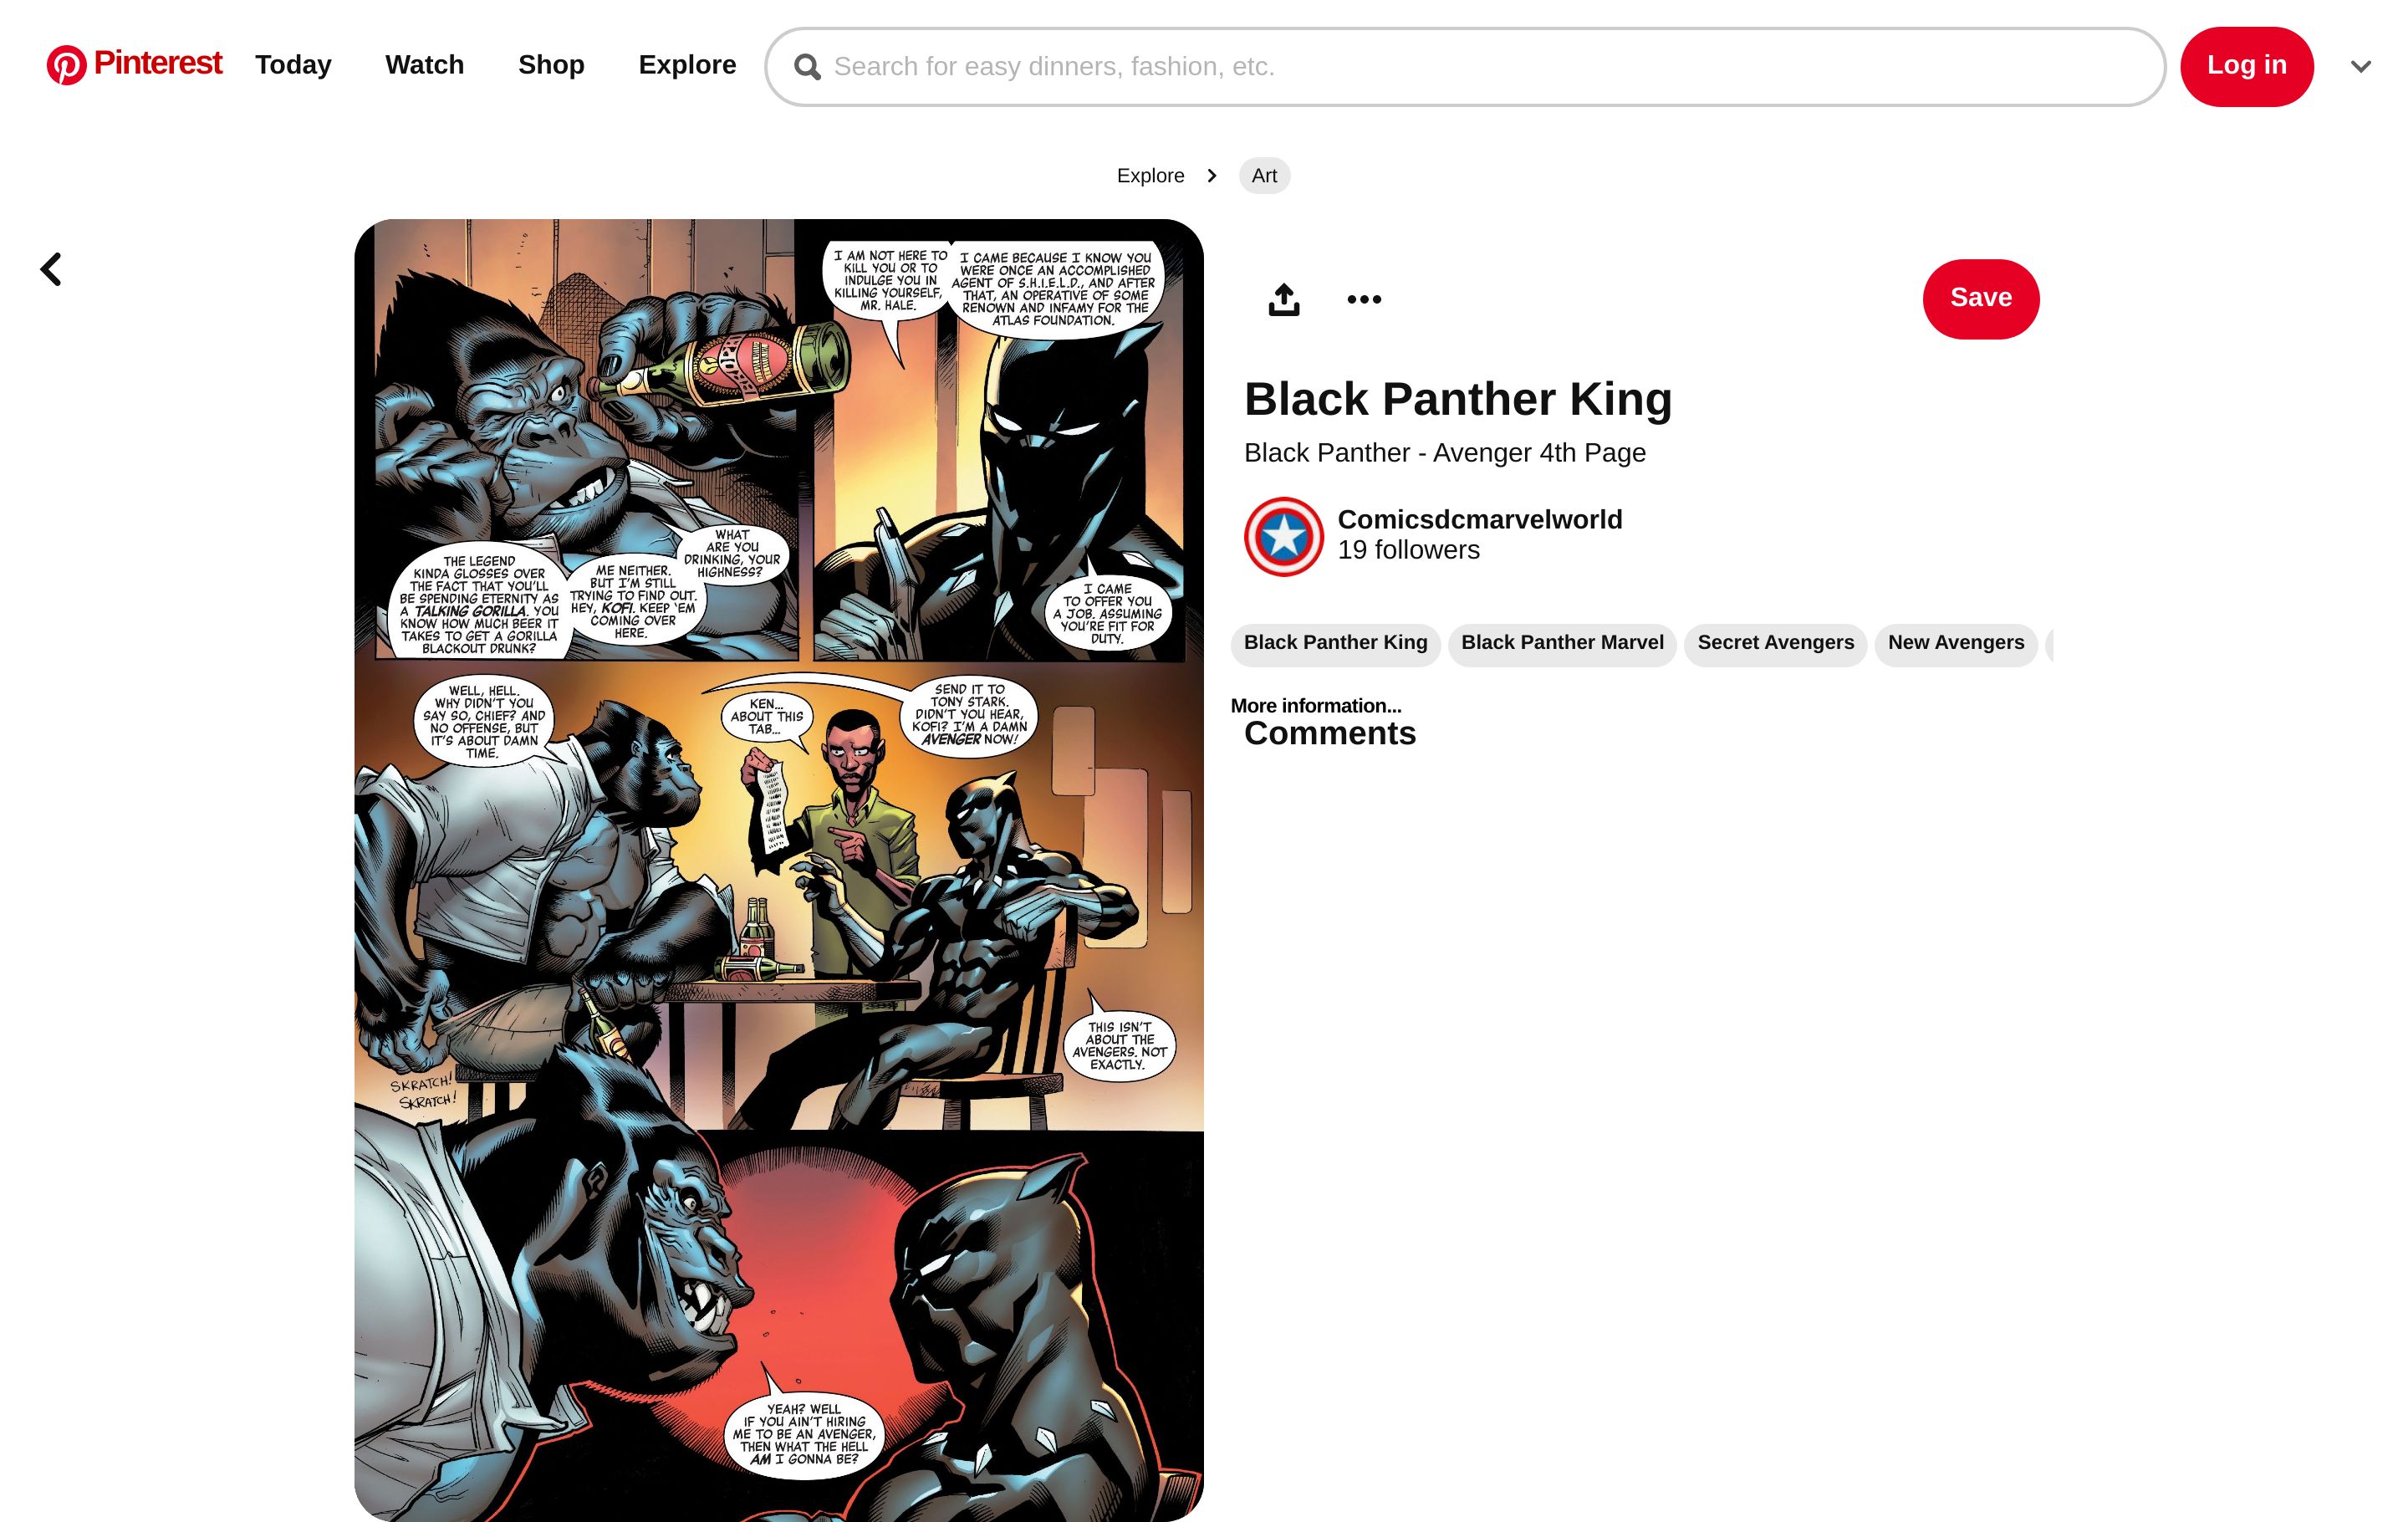 Pinterest
Today
Watch
Shop
Explore
Search for easy dinners, fashion, etc.
Log in
Explore
Art
I AM NOT HERE TO
KILL YOU OR TO
INDULGE YOU IN
KILLING YOURSELF,
MR. HALE.
I CAME BECAUSE I KNOW YOU
WERE ONCE AN ACCOMPLISHED
AGENT OF S.H.I.E.L.D., AND AFTER
THAT, AN OPERATIVE OF SOME
RENOWN AND INFAMY FOR THE
ATLAS FOUNDATION.
THE LEGEND
KINDA GLOSSES OVER
THE FACT THAT YOU'LL
BE SPENDING ETERNITY AS
A TALKING GORILLA. YOU
KNOW HOW MUCH BEER IT
TAKES TO GET A GORILLA
BLACKOUT DRUNK?
ME NEITHER.
BUT I'M STILL
TRYING TO FIND OUT.
HEY, KOFI. KEEP 'EM
COMING OVER
HERE.
WHAT
ARE YOU
DRINKING, YOUR
HIGHNESS?
I CAME
TO OFFER YOU
A JOB. ASSUMING
YOU'RE FIT FOR
DUTY.
WELL, HELL.
WHY DIDN'T YOU
SAY SO, CHIEF? AND
NO OFFENSE, BUT
IT'S ABOUT DAMN
TIME.
KEN...
ABOUT THIS
TAB...
SEND IT TO
TONY STARK.
DIDN'T YOU HEAR,
KOFI? I'M A DAMN
AVENGER NOW!
THIS ISN'T
ABOUT THE
AVENGERS. NOT
EXACTLY.
SKRATCH!
SKRATCH!
YEAH? WELL
IF YOU AIN'T HIRING
ME TO BE AN AVENGER,
THEN WHAT THE HELL
AM I GONNA BE?
Save
Black Panther King
Black Panther - Avenger 4th Page
Comicsdcmarvelworld
19 followers
Black Panther King
Black Panther Marvel
Secret Avengers
New Avengers
More information...
Comments